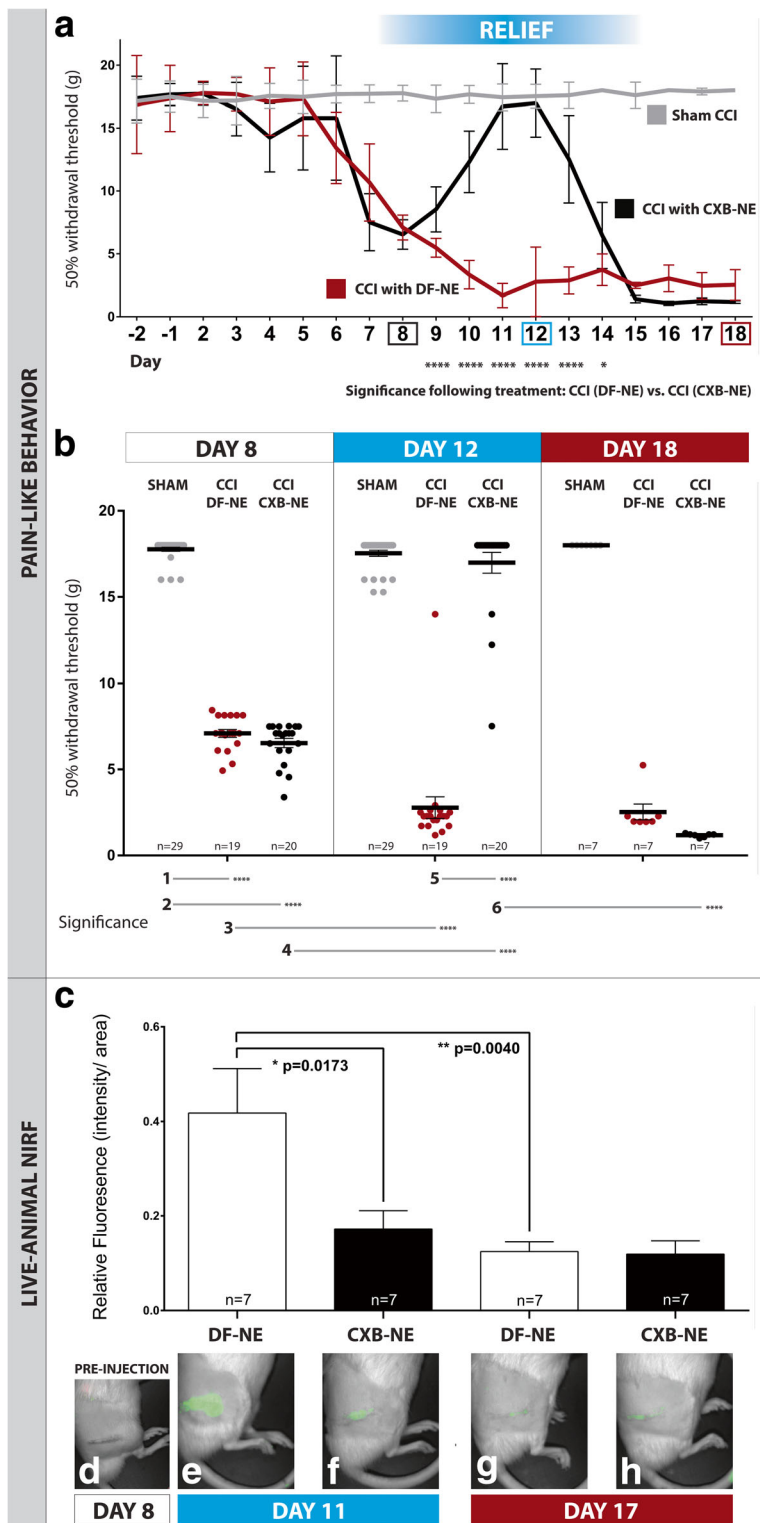 PAIN-LIKE BEHAVIOR
a
RELIEF
50% withdrawal threshold (g)
20
15
10
5
0
Sham CCI
CCI with CXB-NE
CCI with DF-NE
-2 -1 2 3 4 5 6 7 8 9 10 11 12 13 14 15 16 17 18
Day
**** **** **** **** **** *
Significance following treatment: CCI (DF-NE) vs. CCI (CXB-NE)
b
DAY 8 DAY 12 DAY 18
SHAM CCI DF-NE CCI CXB-NE SHAM CCI DF-NE CCI CXB-NE SHAM CCI DF-NE CCI CXB-NE
50% withdrawal threshold (g)
20
15
10
5
0
n=29 n=19 n=20 n=29 n=19 n=20 n=7 n=7 n=7
Significance
1 ****
5 ****
2 ****
6 ****
3 ****
4 ****
LIVE-ANIMAL NIRF
c
Relative Fluoresence (intensity/ area)
0.6
0.4
0.2
0.0
* p=0.0173
** p=0.0040
n=7 n=7 n=7 n=7
DF-NE CXB-NE DF-NE CXB-NE
PRE-INJECTION
d e f g h
DAY 8 DAY 11 DAY 17